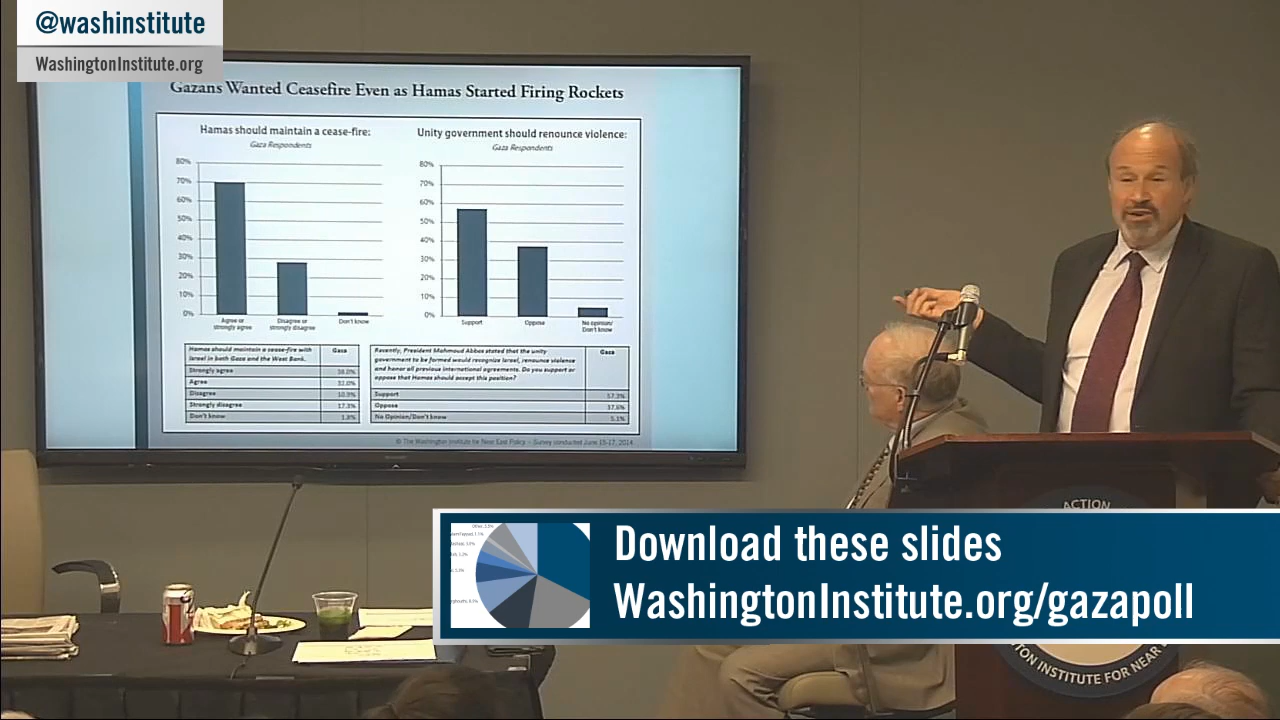 @washinstitute
WashingtonInstitute.org
Gazans Wanted Ceasefire Even as Hamas Started Firing Rockets
Hamas should maintain a cease-fire:
Gaza Respondents
80%
70%
60%
50%
40%
30%
20%
10%
0%
Agree or strongly agree
Disagree or strongly disagree
Don't know
Unity government should renounce violence:
Gaza Respondents
80%
70%
60%
50%
40%
30%
20%
10%
0%
Support
Oppose
No opinion/ Don't know
Hamas should maintain a cease-fire with Gaza
Israel in both Gaza and the West Bank.
Strongly agree 38.0%
Agree 32.0%
Disagree 10.9%
Strongly disagree 17.3%
Don't know 1.8%
Recently, President Mahmoud Abbas stated that the unity Gaza
government to be formed would recognize Israel, renounce violence
and honor all previous international agreements. Do you support or
oppose that Hamas should accept this position?
Support 57.3%
Oppose 37.6%
No Opinion/Don't know 5.1%
© The Washington Institute for Near East Policy – Survey conducted June 15-17, 2014
ACTION
Download these slides
WashingtonInstitute.org/gazapoll
INSTITUTE FOR NEAR